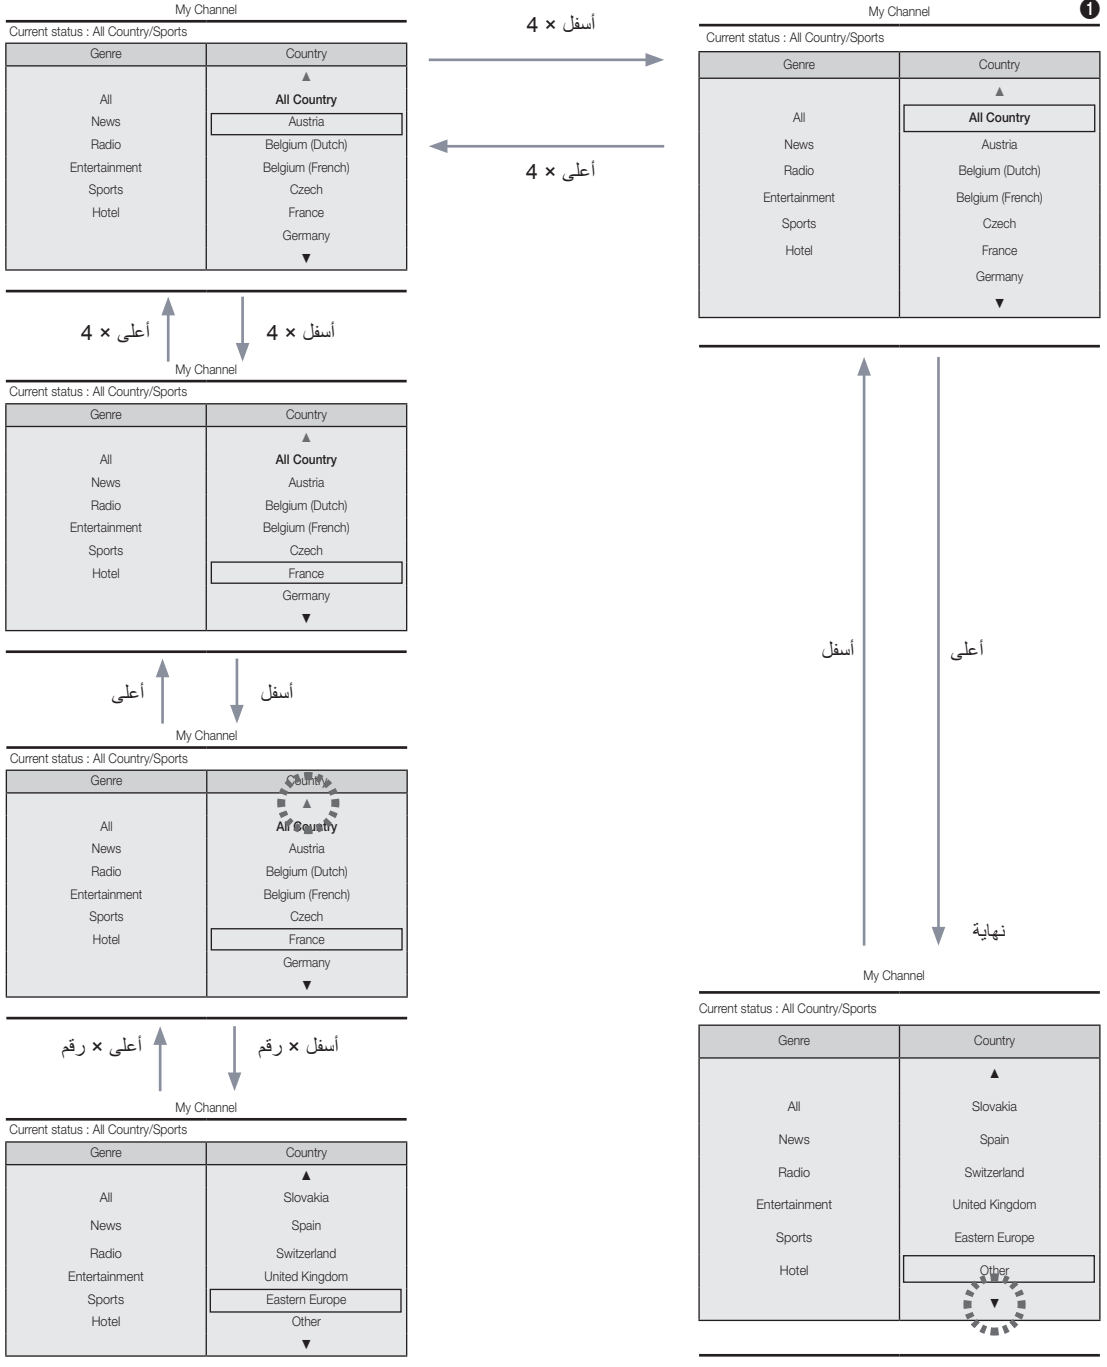 My Channel
Current status : All Country/Sports
Genre Country
▲
All All Country
News Austria
Radio Belgium (Dutch)
Entertainment Belgium (French)
Sports Czech
Hotel France
Germany
▼
أسفل × 4
أعلى × 4
❶
My Channel
Current status : All Country/Sports
Genre Country
▲
All All Country
News Austria
Radio Belgium (Dutch)
Entertainment Belgium (French)
Sports Czech
Hotel France
Germany
▼
أعلى × 4
أسفل × 4
My Channel
Current status : All Country/Sports
Genre Country
▲
All All Country
News Austria
Radio Belgium (Dutch)
Entertainment Belgium (French)
Sports Czech
Hotel France
Germany
▼
أعلى
أسفل
أسفل
أعلى
My Channel
Current status : All Country/Sports
Genre Country
▲
All All Country
News Austria
Radio Belgium (Dutch)
Entertainment Belgium (French)
Sports Czech
Hotel France
Germany
▼
نهاية
أعلى × رقم
أسفل × رقم
My Channel
Current status : All Country/Sports
Genre Country
▲
All Slovakia
News Spain
Radio Switzerland
Entertainment United Kingdom
Sports Eastern Europe
Hotel Other
▼
My Channel
Current status : All Country/Sports
Genre Country
▲
All Slovakia
News Spain
Radio Switzerland
Entertainment United Kingdom
Sports Eastern Europe
Hotel Other
▼